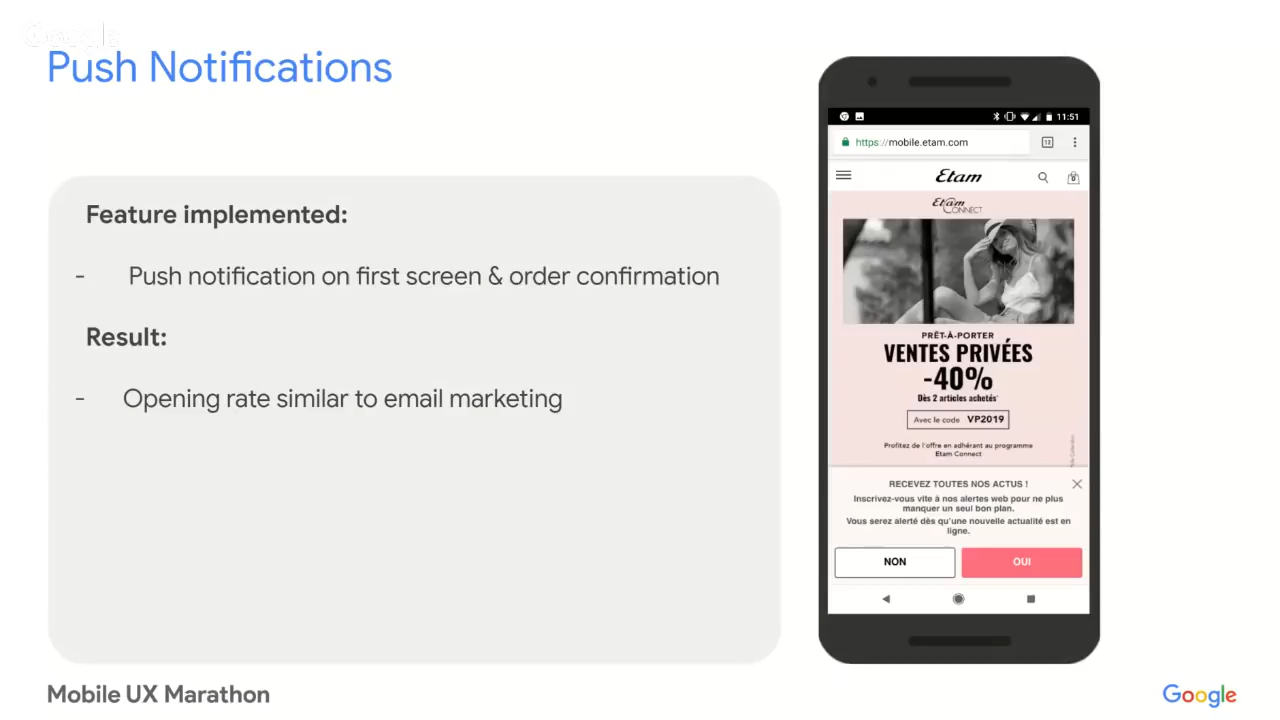 Google
Push Notifications
Feature implemented:
- Push notification on first screen & order confirmation
Result:
- Opening rate similar to email marketing
11:51
https://mobile.etam.com
12
Etam
0
Etam
CONNECT
PRÊT-À-PORTER
VENTES PRIVÉES
-40%
Dès 2 articles achetés*
Avec le code VP2019
Profitez de l'offre en adhérant au programme
Etam Connect
RECEVEZ TOUTES NOS ACTUS !
Inscrivez-vous vite à nos alertes web pour ne plus
manquer un seul bon plan.
Vous serez alerté dès qu'une nouvelle actualité est en
ligne.
NON
OUI
Mobile UX Marathon
Google